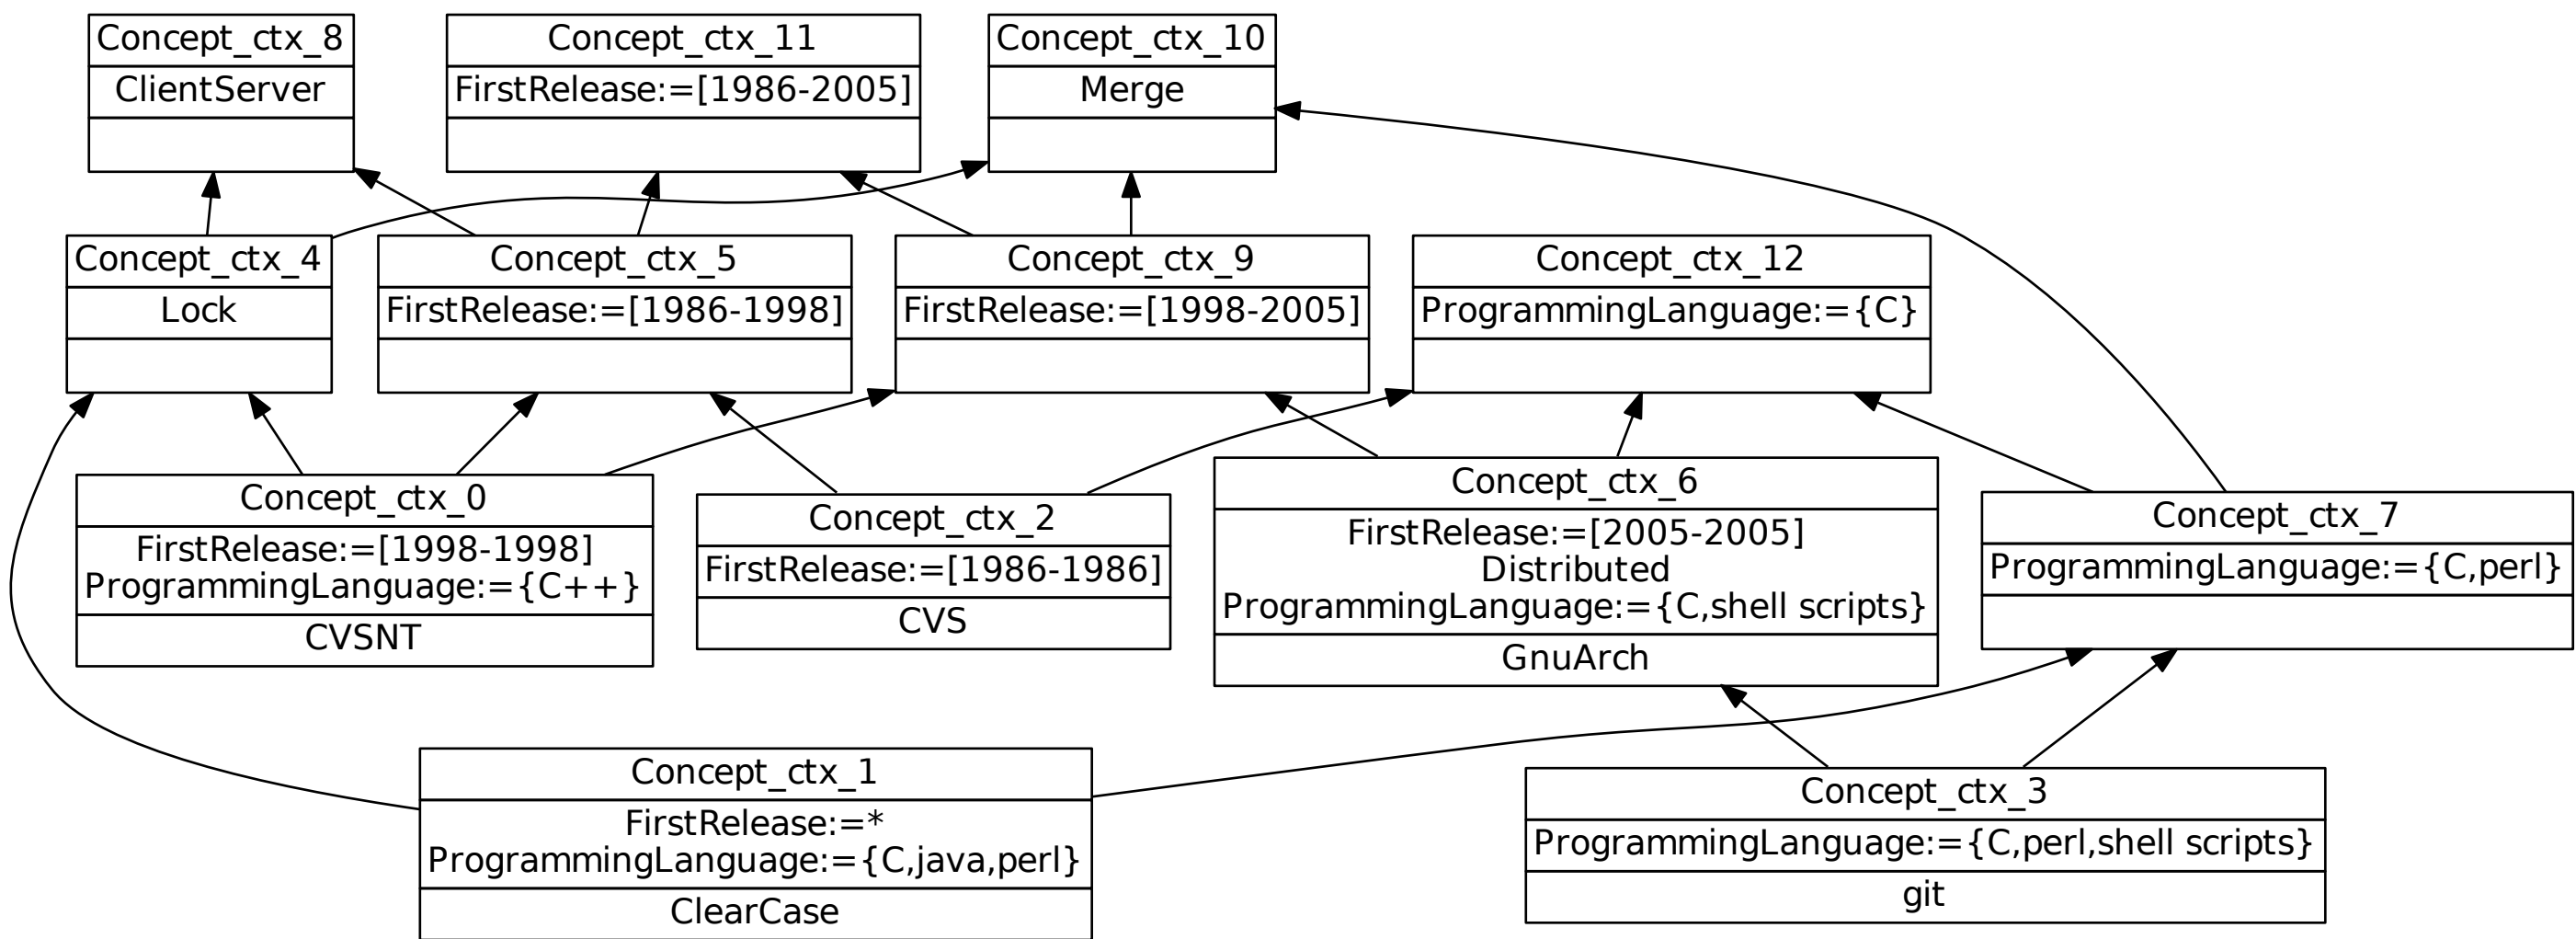 Concept_ctx_8
ClientServer
Concept_ctx_11
FirstRelease:=[1986-2005]
Concept_ctx_10
Merge
Concept_ctx_4
Lock
Concept_ctx_5
FirstRelease:=[1986-1998]
Concept_ctx_9
FirstRelease:=[1998-2005]
Concept_ctx_12
ProgrammingLanguage:={C}
Concept_ctx_0
FirstRelease:=[1998-1998]
ProgrammingLanguage:={C++}
CVSNT
Concept_ctx_2
FirstRelease:=[1986-1986]
CVS
Concept_ctx_6
FirstRelease:=[2005-2005]
Distributed
ProgrammingLanguage:={C,shell scripts}
GnuArch
Concept_ctx_7
ProgrammingLanguage:={C,perl}
Concept_ctx_1
FirstRelease:=*
ProgrammingLanguage:={C,java,perl}
ClearCase
Concept_ctx_3
ProgrammingLanguage:={C,perl,shell scripts}
git